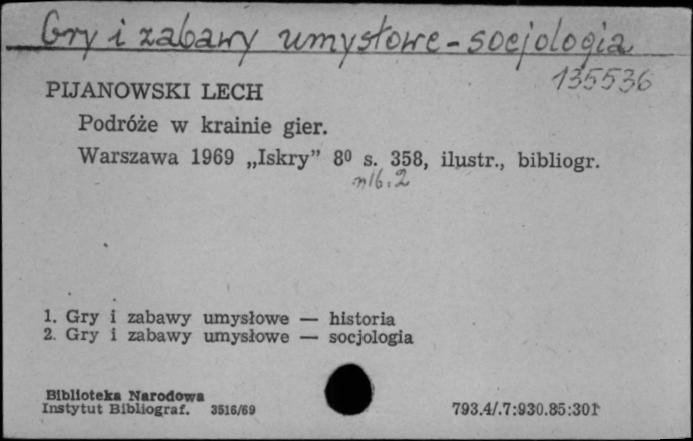 Gry i zabawy umysłowe - socjologia
135536
PIJANOWSKI LECH
Podróże w krainie gier.
Warszawa 1969 „Iskry” 8⁰ s. 358, ilustr., bibliogr.
1. Gry i zabawy umysłowe — historia
2. Gry i zabawy umysłowe — socjologia
Biblioteka Narodowa
Instytut Bibliograf. 3516/69
793.4/.7:930.85:301